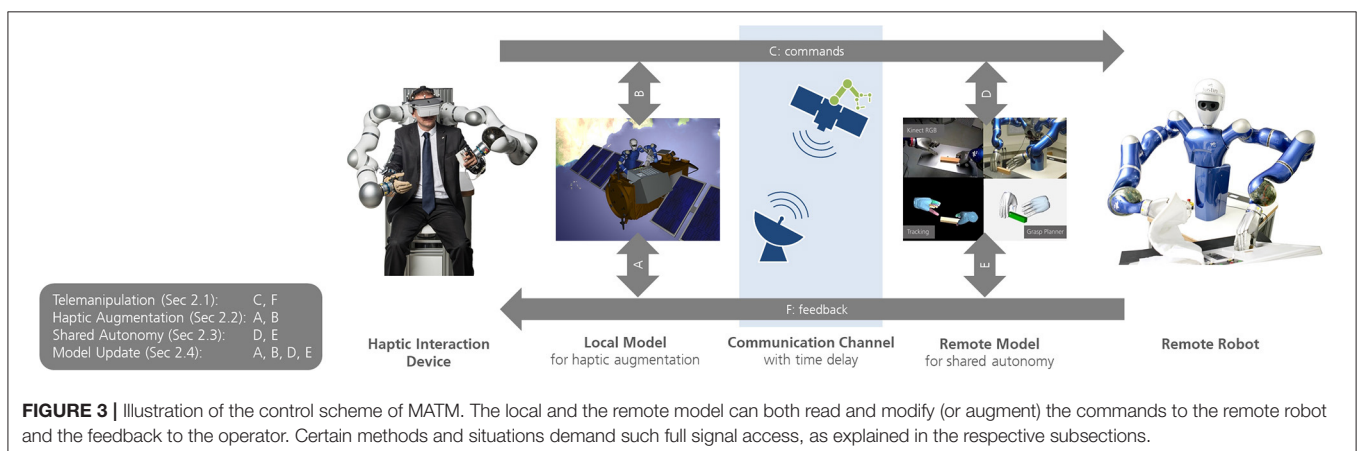 C: commands
B
D
Kinect RGB
Tracking
Grasp Planner
A
E
F: feedback
Telemanipulation (Sec 2.1): C, F
Haptic Augmentation (Sec 2.2): A, B
Shared Autonomy (Sec 2.3): D, E
Model Update (Sec 2.4): A, B, D, E
Haptic Interaction
Device
Local Model
for haptic augmentation
Communication Channel
with time delay
Remote Model
for shared autonomy
Remote Robot
FIGURE 3 | Illustration of the control scheme of MATM. The local and the remote model can both read and modify (or augment) the commands to the remote robot
and the feedback to the operator. Certain methods and situations demand such full signal access, as explained in the respective subsections.